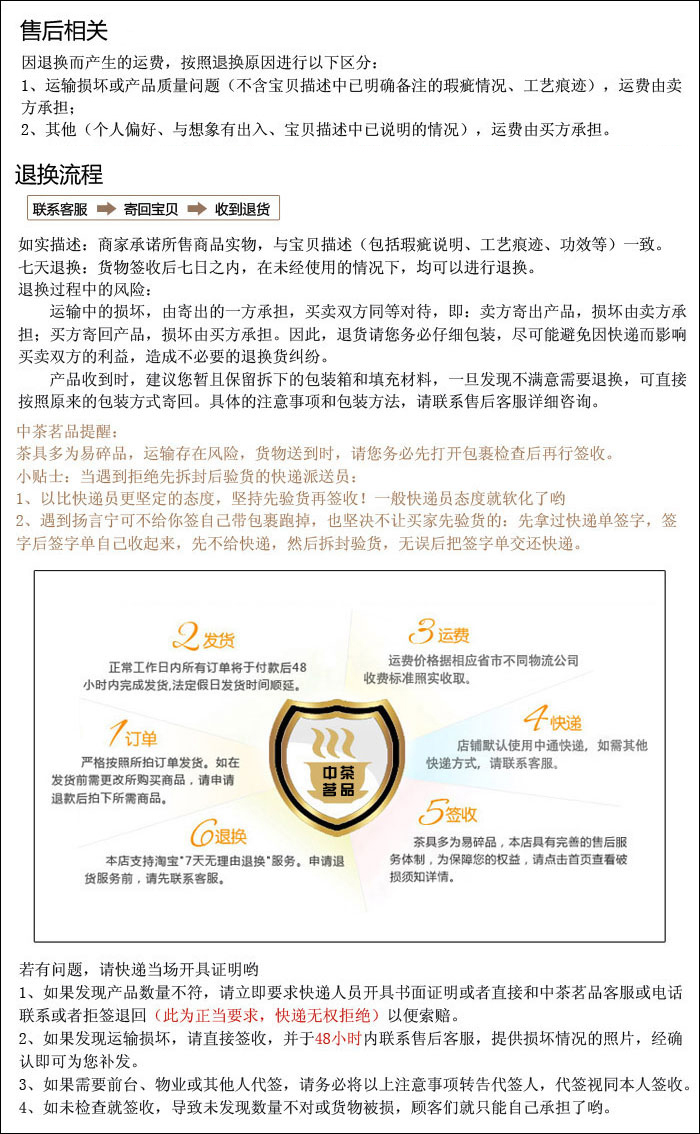 售后相关
因退换而产生的运费，按照退换原因进行以下区分：
1、运输损坏或产品质量问题（不含宝贝描述中已明确备注的瑕疵情况、工艺痕迹），运费由卖
方承担；
2、其他（个人偏好、与想象有出入、宝贝描述中已说明的情况），运费由买方承担。
退换流程
联系客服 寄回宝贝 收到退货
如实描述：商家承诺所售商品实物，与宝贝描述（包括瑕疵说明、工艺痕迹、功效等）一致。
七天退换：货物签收后七日之内，在未经使用的情况下，均可以进行退换。
退换过程中的风险：
运输中的损坏，由寄出的一方承担，买卖双方同等对待，即：卖方寄出产品，损坏由卖方承
担；买方寄回产品，损坏由买方承担。因此，退货请您务必仔细包装，尽可能避免因快递而影响
买卖双方的利益，造成不必要的退换货纠纷。
产品收到时，建议您暂且保留拆下的包装箱和填充材料，一旦发现不满意需要退换，可直接
按照原来的包装方式寄回。具体的注意事项和包装方法，请联系售后客服详细咨询。
中茶茗品提醒：
茶具多为易碎品，运输存在风险，货物送到时，请您务必先打开包裹检查后再行签收。
小贴士：当遇到拒绝先拆封后验货的快递派送员：
1、以比快递员更坚定的态度，坚持先验货再签收！一般快递员态度就软化了哟
2、遇到扬言宁可不给你签自己带包裹跑掉，也坚决不让买家先验货的：先拿过快递单签字，签
字后签字单自己收起来，先不给快递，然后拆封验货，无误后把签字单交还快递。
1订单
严格按照所拍订单发货。如在
发货前需更改所购买商品，请申请
退款后拍下所需商品。
2发货
正常工作日内所有订单将于付款后48
小时内完成发货,法定假日发货时间顺延。
3运费
运费价格据相应省市不同物流公司
收费标准照实收取。
4快递
店铺默认使用中通快递，如需其他
快递方式，请联系客服。
5签收
茶具多为易碎品，本店具有完善的售后服
务体制，为保障您的权益，请点击首页查看破
损须知详情。
6退换
本店支持淘宝"7天无理由退换"服务。申请退
货服务前，请先联系客服。
中茶
茗品
若有问题，请快递当场开具证明哟
1、如果发现产品数量不符，请立即要求快递人员开具书面证明或者直接和中茶茗品客服或电话
联系或者拒签退回（此为正当要求，快递无权拒绝）以便索赔。
2、如果发现运输损坏，请直接签收，并于48小时内联系售后客服，提供损坏情况的照片，经确
认即可为您补发。
3、如果需要前台、物业或其他人代签，请务必将以上注意事项转告代签人，代签视同本人签收。
4、如未检查就签收，导致未发现数量不对或货物被损，顾客们就只能自己承担了哟。